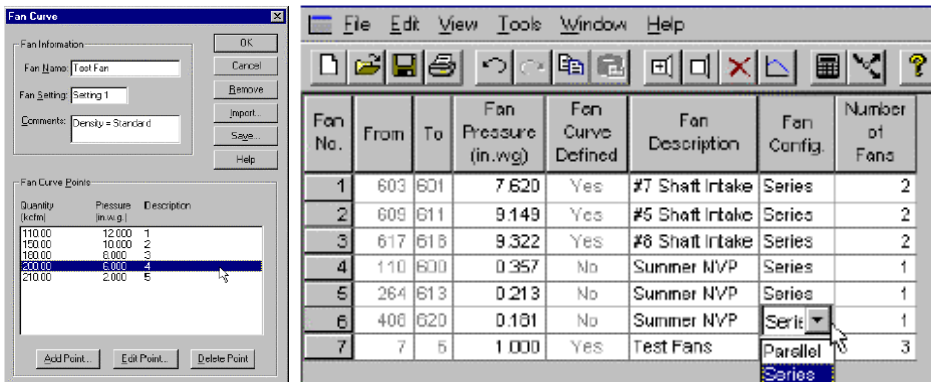 Fan Curve
Fan Information
Fan Name: Toot Fan
Fan Setting: Setting 1
Comments: Density = Standard
OK
Cancel
Remove
Import...
Save...
Help
Fan Curve Points
Quantity (kcfm) Pressure (in.w.g.) Description
110.00 12.000 1
150.00 10.000 2
180.00 8.000 3
200.00 6.000 4
210.00 2.000 5
Add Point... Edit Point... Delete Point
File Edit View Tools Window Help
Fan No. From To Fan Pressure (in.wg) Fan Curve Defined Fan Description Fan Config. Number of Fans
1 603 601 7.620 Yes #7 Shaft Intake Series 2
2 609 611 9.149 Yes #5 Shaft Intake Series 2
3 617 618 9.322 Yes #8 Shaft Intake Series 2
4 110 600 0.357 No Summer NVP Series 1
5 264 613 0.213 No Summer NVP Series 1
6 408 620 0.181 No Summer NVP Serie 1
7 7 6 1.000 Yes Test Fans Parallel 3
Series